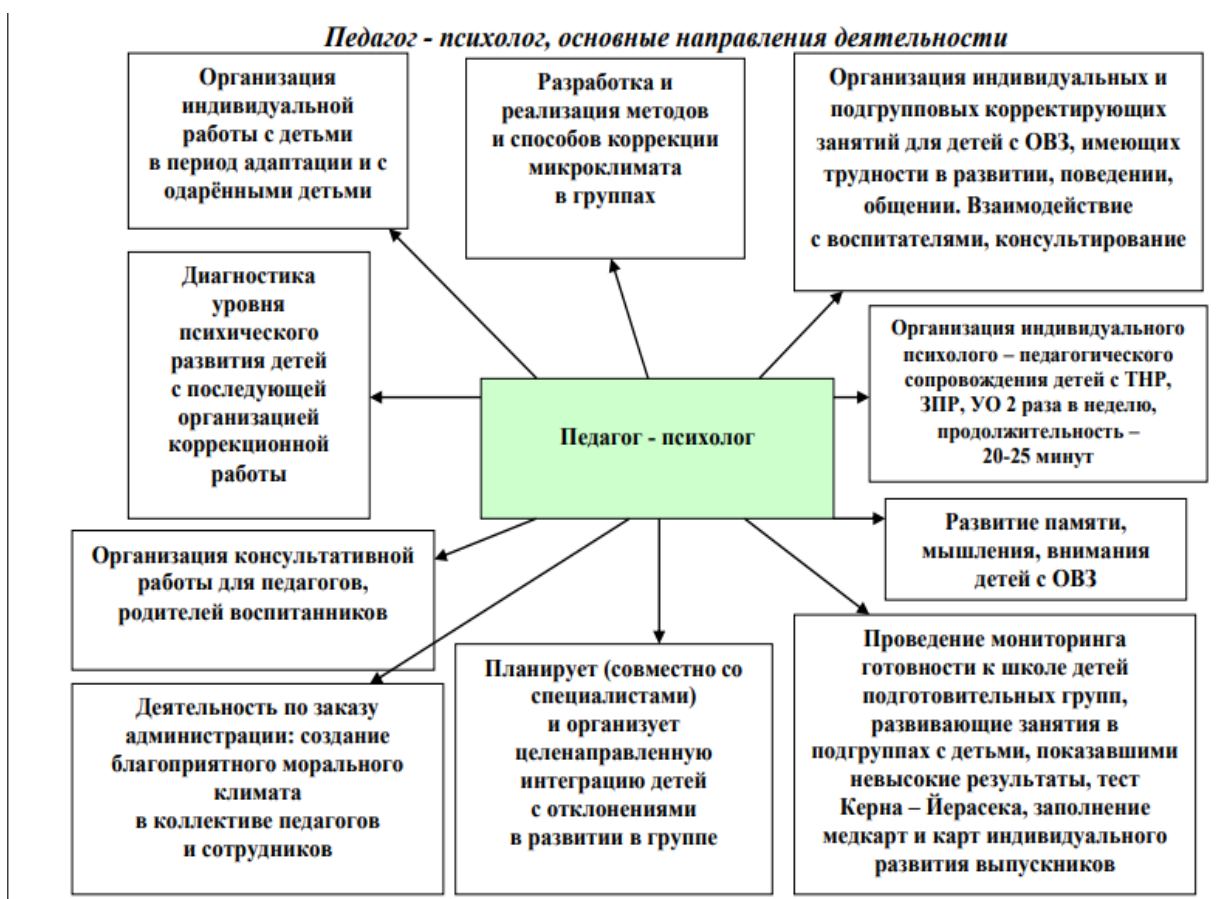 Педагог - психолог, основные направления деятельности
Организация
индивидуальной
работы с детьми
в период адаптации и с
одарёнными детьми
Разработка и
реализация методов
и способов коррекции
микроклимата
в группах
Организация индивидуальных и
подгрупповых корректирующих
занятий для детей с ОВЗ, имеющих
трудности в развитии, поведении,
общении. Взаимодействие
с воспитателями, консультирование
Диагностика
уровня
психического
развития детей
с последующей
организацией
коррекционной
работы
Педагог - психолог
Организация индивидуального
психолого – педагогического
сопровождения детей с ТНР,
ЗПР, УО 2 раза в неделю,
продолжительность –
20-25 минут
Развитие памяти,
мышления, внимания
детей с ОВЗ
Организация консультативной
работы для педагогов,
родителей воспитанников
Деятельность по заказу
администрации: создание
благоприятного морального
климата
в коллективе педагогов
и сотрудников
Планирует (совместно со
специалистами)
и организует
целенаправленную
интеграцию детей
с отклонениями
в развитии в группе
Проведение мониторинга
готовности к школе детей
подготовительных групп,
развивающие занятия в
подгруппах с детьми, показавшими
невысокие результаты, тест
Керна – Йерасека, заполнение
медкарт и карт индивидуального
развития выпускников